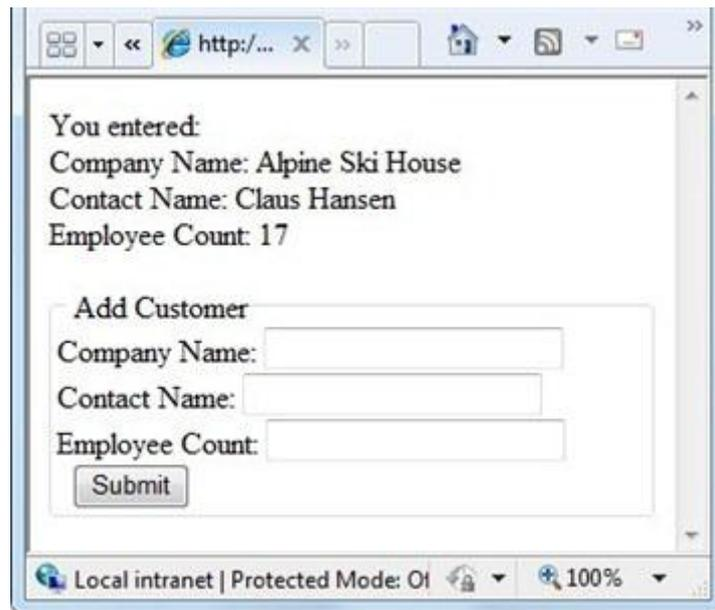 http:/...
You entered:
Company Name: Alpine Ski House
Contact Name: Claus Hansen
Employee Count: 17
Add Customer
Company Name:
Contact Name:
Employee Count:
Submit
Local intranet | Protected Mode: Of
100%